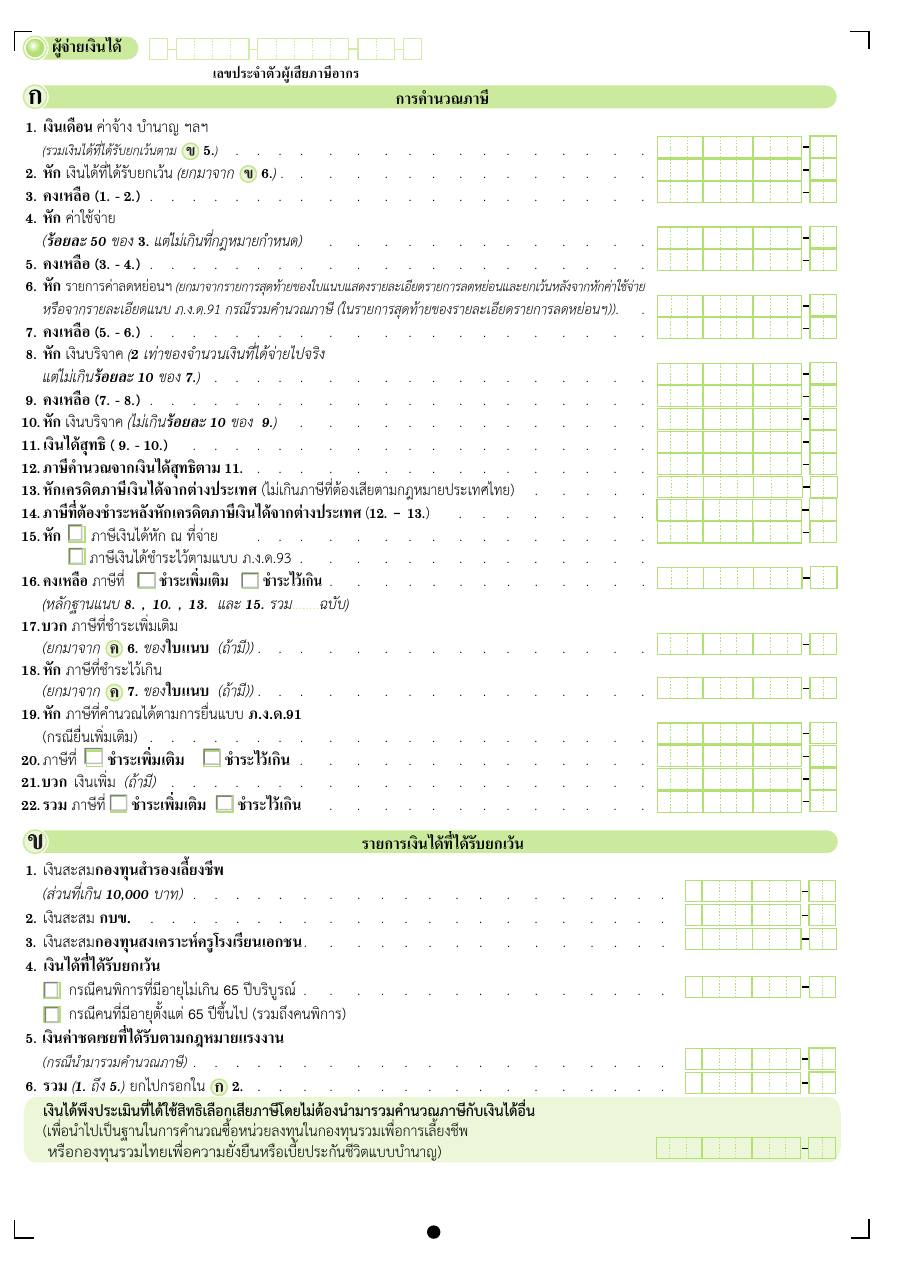 ผู้จ่ายเงินได้
เลขประจำตัวผู้เสียภาษีอากร
ก การคำนวณภาษี
1. เงินเดือน ค่าจ้าง บำนาญ ฯลฯ
(รวมเงินได้ที่ได้รับยกเว้นตาม ข 5.)
2. หัก เงินได้ที่ได้รับยกเว้น (ยกมาจาก ข 6.)
3. คงเหลือ (1. - 2.)
4. หัก ค่าใช้จ่าย
(ร้อยละ 50 ของ 3. แต่ไม่เกินที่กฎหมายกำหนด)
5. คงเหลือ (3. - 4.)
6. หัก รายการค่าลดหย่อนฯ (ยกมาจากรายการสุดท้ายของใบแนบแสดงรายละเอียดรายการลดหย่อนและยกเว้นหลังจากหักค่าใช้จ่าย
หรือจากรายละเอียดแนบ ภ.ง.ด.91 กรณีรวมคำนวณภาษี (ในรายการสุดท้ายของรายละเอียดรายการลดหย่อนฯ)).
7. คงเหลือ (5. - 6.)
8. หัก เงินบริจาค (2 เท่าของจำนวนเงินที่ได้จ่ายไปจริง
แต่ไม่เกินร้อยละ 10 ของ 7.)
9. คงเหลือ (7. - 8.)
10. หัก เงินบริจาค (ไม่เกินร้อยละ 10 ของ 9.)
11. เงินได้สุทธิ ( 9. - 10.)
12. ภาษีคำนวณจากเงินได้สุทธิตาม 11.
13. หักเครดิตภาษีเงินได้จากต่างประเทศ (ไม่เกินภาษีที่ต้องเสียตามกฎหมายประเทศไทย)
14. ภาษีที่ต้องชำระหลังหักเครดิตภาษีเงินได้จากต่างประเทศ (12. – 13.)
15. หัก ภาษีเงินได้หัก ณ ที่จ่าย
ภาษีเงินได้ชำระไว้ตามแบบ ภ.ง.ด.93
16. คงเหลือ ภาษีที่ ชำระเพิ่มเติม ชำระไว้เกิน
(หลักฐานแนบ 8. , 10. , 13. และ 15. รวม......ฉบับ)
17. บวก ภาษีที่ชำระเพิ่มเติม
(ยกมาจาก ค 6. ของใบแนบ (ถ้ามี))
18. หัก ภาษีที่ชำระไว้เกิน
(ยกมาจาก ค 7. ของใบแนบ (ถ้ามี))
19. หัก ภาษีที่คำนวณได้ตามการยื่นแบบ ภ.ง.ด.91
(กรณียื่นเพิ่มเติม)
20. ภาษีที่ ชำระเพิ่มเติม ชำระไว้เกิน
21. บวก เงินเพิ่ม (ถ้ามี)
22. รวม ภาษีที่ ชำระเพิ่มเติม ชำระไว้เกิน
ข รายการเงินได้ที่ได้รับยกเว้น
1. เงินสะสมกองทุนสำรองเลี้ยงชีพ
(ส่วนที่เกิน 10,000 บาท)
2. เงินสะสม กบข.
3. เงินสะสมกองทุนสงเคราะห์ครูโรงเรียนเอกชน
4. เงินได้ที่ได้รับยกเว้น
กรณีคนพิการที่มีอายุไม่เกิน 65 ปีบริบูรณ์
กรณีคนที่มีอายุตั้งแต่ 65 ปีขึ้นไป (รวมถึงคนพิการ)
5. เงินค่าชดเชยที่ได้รับตามกฎหมายแรงงาน
(กรณีนำมารวมคำนวณภาษี)
6. รวม (1. ถึง 5.) ยกไปกรอกใน ก 2.
เงินได้พึงประเมินที่ได้ใช้สิทธิเลือกเสียภาษีโดยไม่ต้องนำมารวมคำนวณภาษีกับเงินได้อื่น
(เพื่อนำไปเป็นฐานในการคำนวณซื้อหน่วยลงทุนในกองทุนรวมเพื่อการเลี้ยงชีพ
หรือกองทุนรวมไทยเพื่อความยั่งยืนหรือเบี้ยประกันชีวิตแบบบำนาญ)